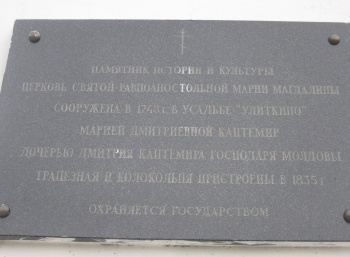 ПАМЯТНИК ИСТОРИИ И КУЛЬТУРЫ
ЦЕРКОВЬ СВЯТОЙ РАВНОАПОСТОЛЬНОЙ МАРИИ МАГДАЛИНЫ
СООРУЖЕНА В 1748 г. В УСАДЬБЕ "УЛИТКИНО"
МАРИЕЙ ДМИТРИЕВНОЙ КАНТЕМИР
ДОЧЕРЬЮ ДМИТРИЯ КАНТЕМИРА ГОСПОДАРЯ МОЛДОВЫ.
ТРАПЕЗНАЯ И КОЛОКОЛЬНЯ ПРИСТРОЕНЫ В 1835 г.
ОХРАНЯЕТСЯ ГОСУДАРСТВОМ